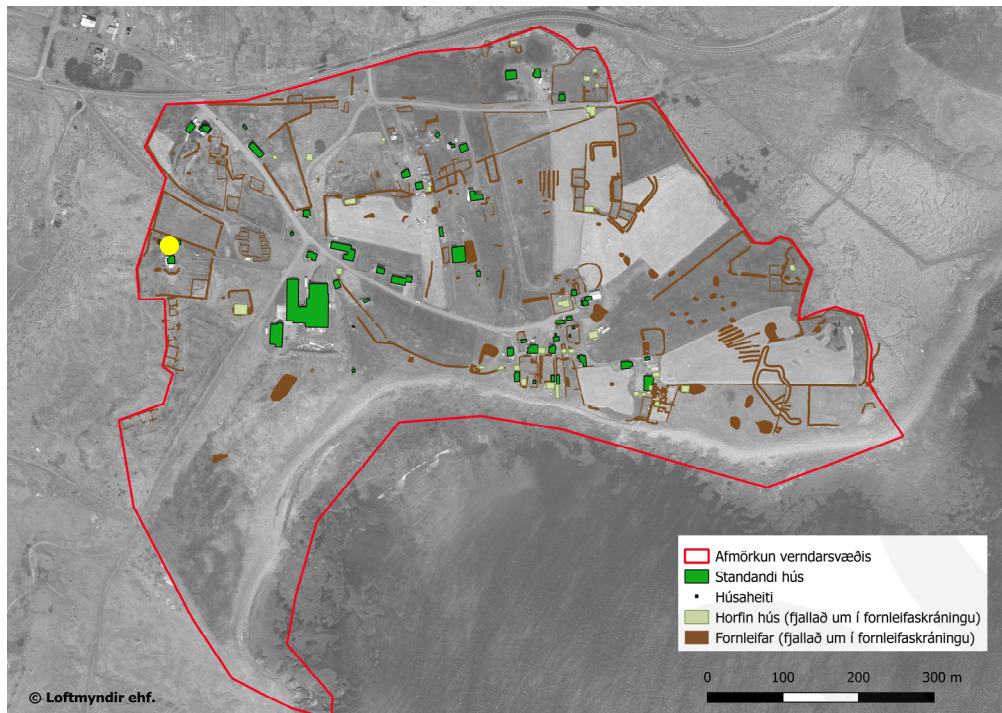 Afmörkun verndarsvæðis
Standandi hús
Húsaheiti
Horfin hús (fjallað um í fornleifaskráningu)
Fornleifar (fjallað um í fornleifaskráningu)
0 100 200 300 m
© Loftmyndir ehf.